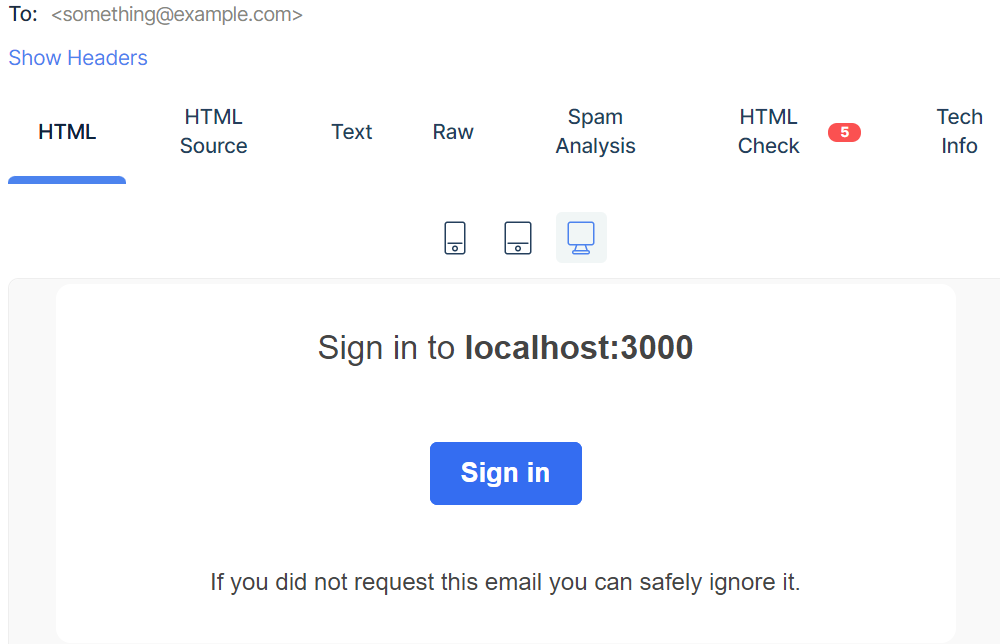 To: <something@example.com>
Show Headers
HTML
HTML Source
Text
Raw
Spam Analysis
HTML Check
5
Tech Info
Sign in to localhost:3000
Sign in
If you did not request this email you can safely ignore it.